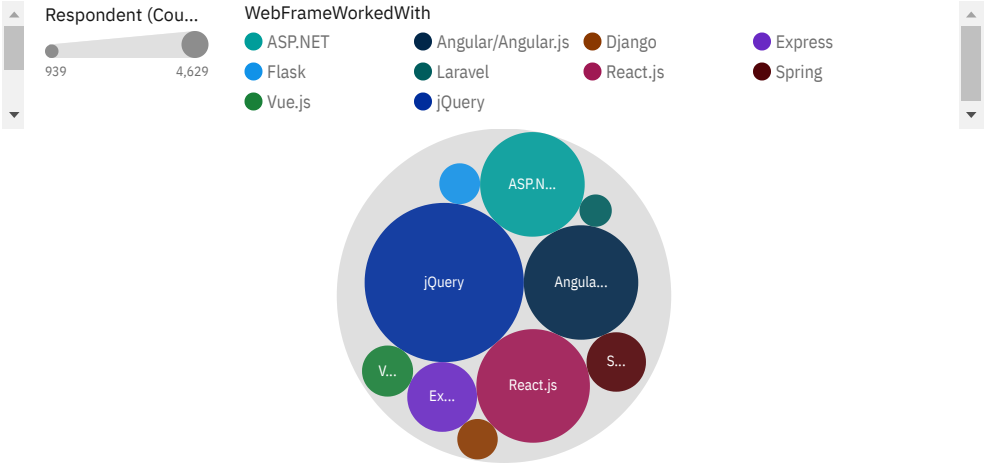 Respondent (Cou...
939
4,629
WebFrameWorkedWith
ASP.NET
Angular/Angular.js
Django
Express
Flask
Laravel
React.js
Spring
Vue.js
jQuery
ASP.N...
jQuery
Angula...
V...
Ex...
React.js
S...